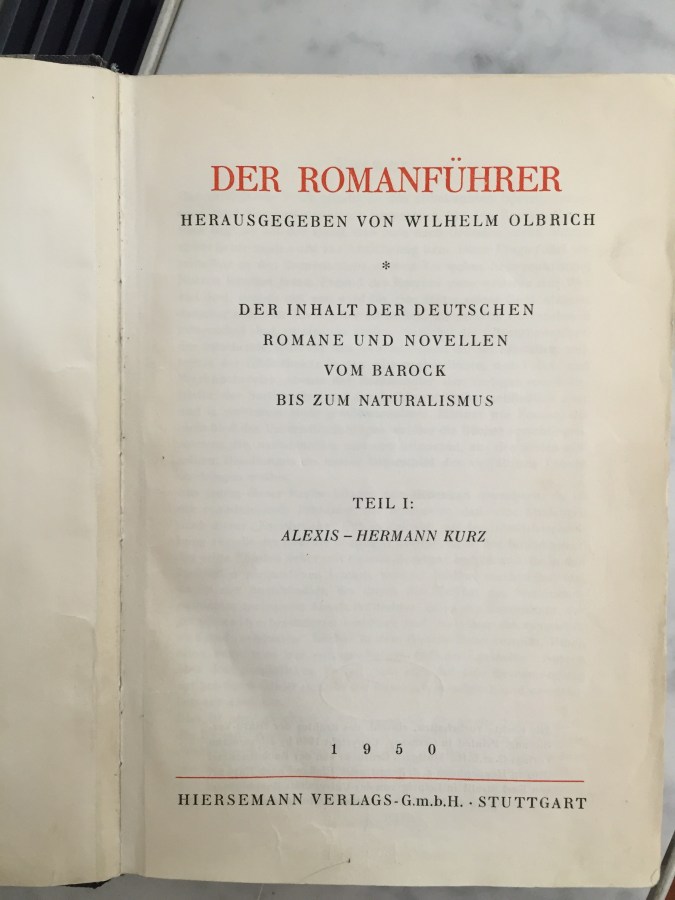 DER ROMANFÜHRER
HERAUSGEGEBEN VON WILHELM OLBRICH
*
DER INHALT DER DEUTSCHEN
ROMANE UND NOVELLEN
VOM BAROCK
BIS ZUM NATURALISMUS
TEIL I:
ALEXIS – HERMANN KURZ
1 9 5 0
HIERSEMANN VERLAGS-G.m.b.H. · STUTTGART